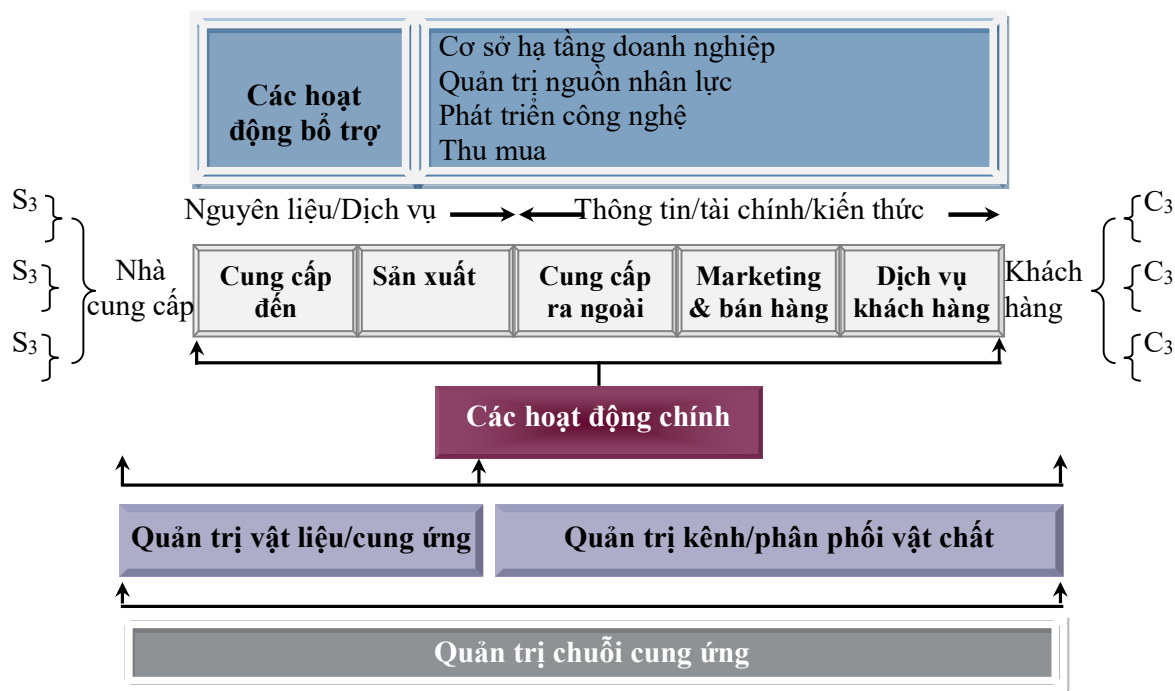 Các hoạt
động bổ trợ
Cơ sở hạ tầng doanh nghiệp
Quản trị nguồn nhân lực
Phát triển công nghệ
Thu mua
Nguyên liệu/Dịch vụ
Thông tin/tài chính/kiến thức
S3
S3
S3
Nhà
cung cấp
Cung cấp
đến
Sản xuất
Cung cấp
ra ngoài
Marketing
& bán hàng
Dịch vụ
khách hàng
Khách
hàng
C3
C3
C3
Các hoạt động chính
Quản trị vật liệu/cung ứng
Quản trị kênh/phân phối vật chất
Quản trị chuỗi cung ứng